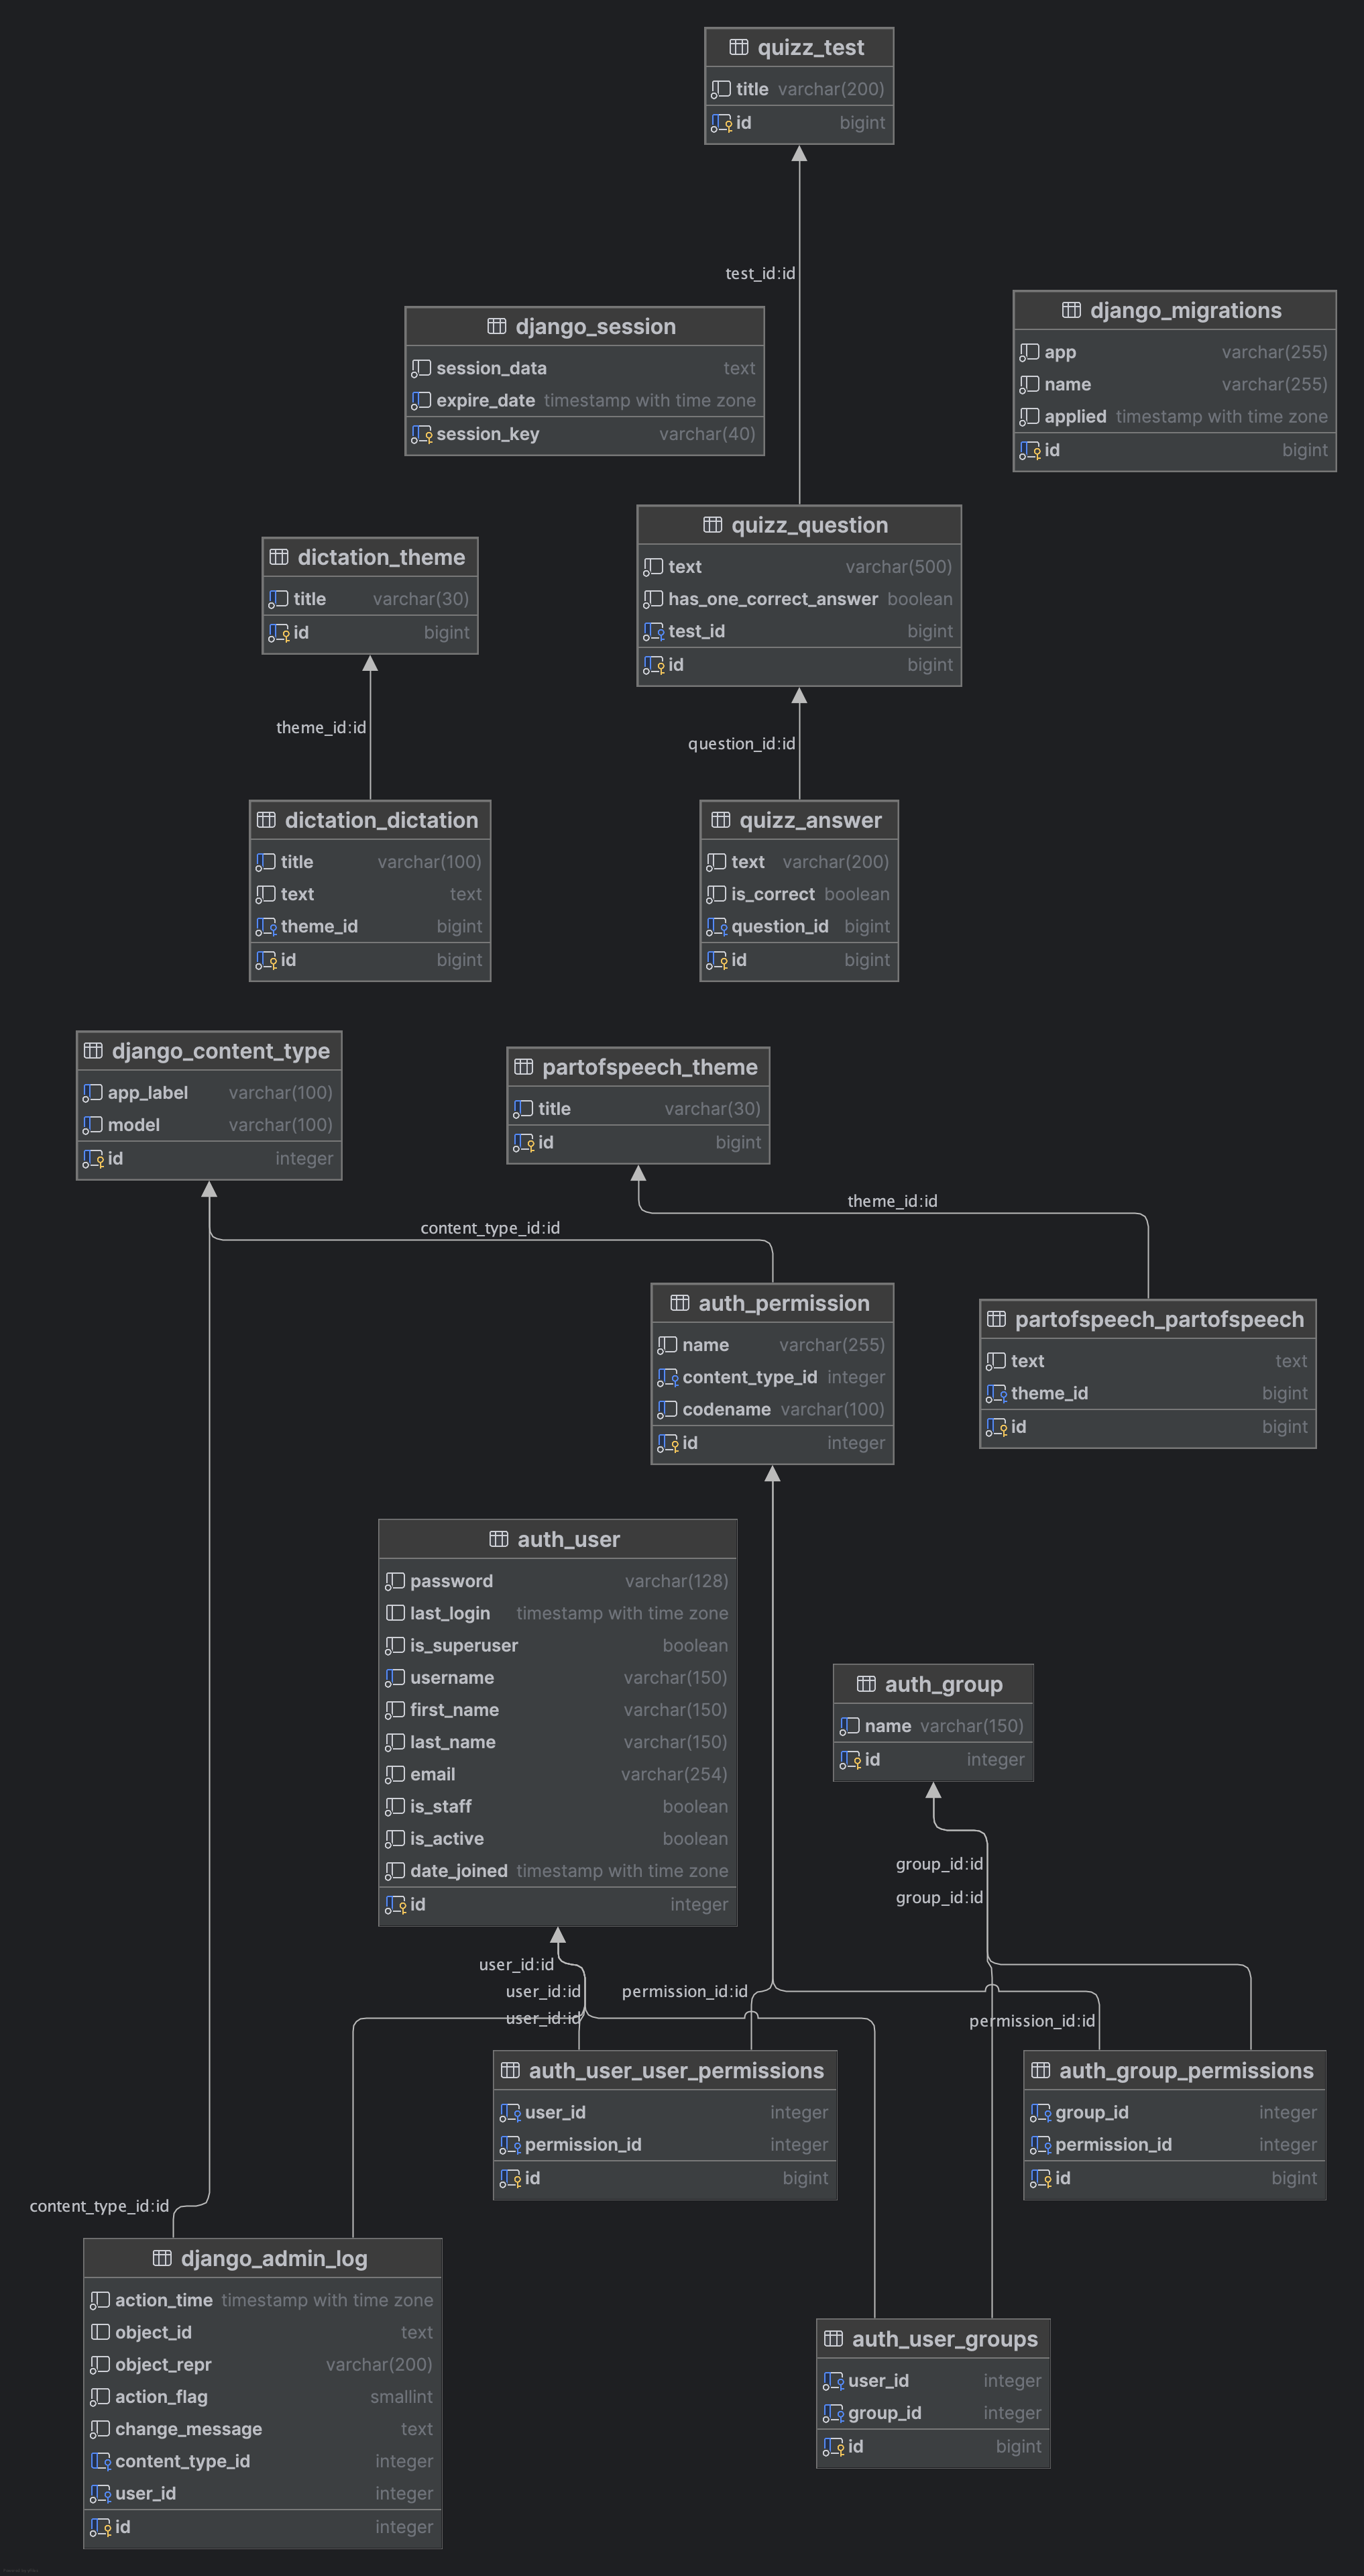 quizz_test
title varchar(200)
id bigint
test_id:id
django_session
session_data text
expire_date timestamp with time zone
session_key varchar(40)
django_migrations
app varchar(255)
name varchar(255)
applied timestamp with time zone
id bigint
quizz_question
text varchar(500)
has_one_correct_answer boolean
test_id bigint
id bigint
dictation_theme
title varchar(30)
id bigint
theme_id:id
question_id:id
dictation_dictation
title varchar(100)
text text
theme_id bigint
id bigint
quizz_answer
text varchar(200)
is_correct boolean
question_id bigint
id bigint
django_content_type
app_label varchar(100)
model varchar(100)
id integer
partofspeech_theme
title varchar(30)
id bigint
theme_id:id
content_type_id:id
auth_permission
name varchar(255)
content_type_id integer
codename varchar(100)
id integer
partofspeech_partofspeech
text text
theme_id bigint
id bigint
auth_user
password varchar(128)
last_login timestamp with time zone
is_superuser boolean
username varchar(150)
first_name varchar(150)
last_name varchar(150)
email varchar(254)
is_staff boolean
is_active boolean
date_joined timestamp with time zone
id integer
auth_group
name varchar(150)
id integer
group_id:id
group_id:id
user_id:id
user_id:id
permission_id:id
user_id:id
permission_id:id
auth_user_user_permissions
user_id integer
permission_id integer
id bigint
auth_group_permissions
group_id integer
permission_id integer
id bigint
content_type_id:id
django_admin_log
action_time timestamp with time zone
object_id text
object_repr varchar(200)
action_flag smallint
change_message text
content_type_id integer
user_id integer
id integer
auth_user_groups
user_id integer
group_id integer
id bigint